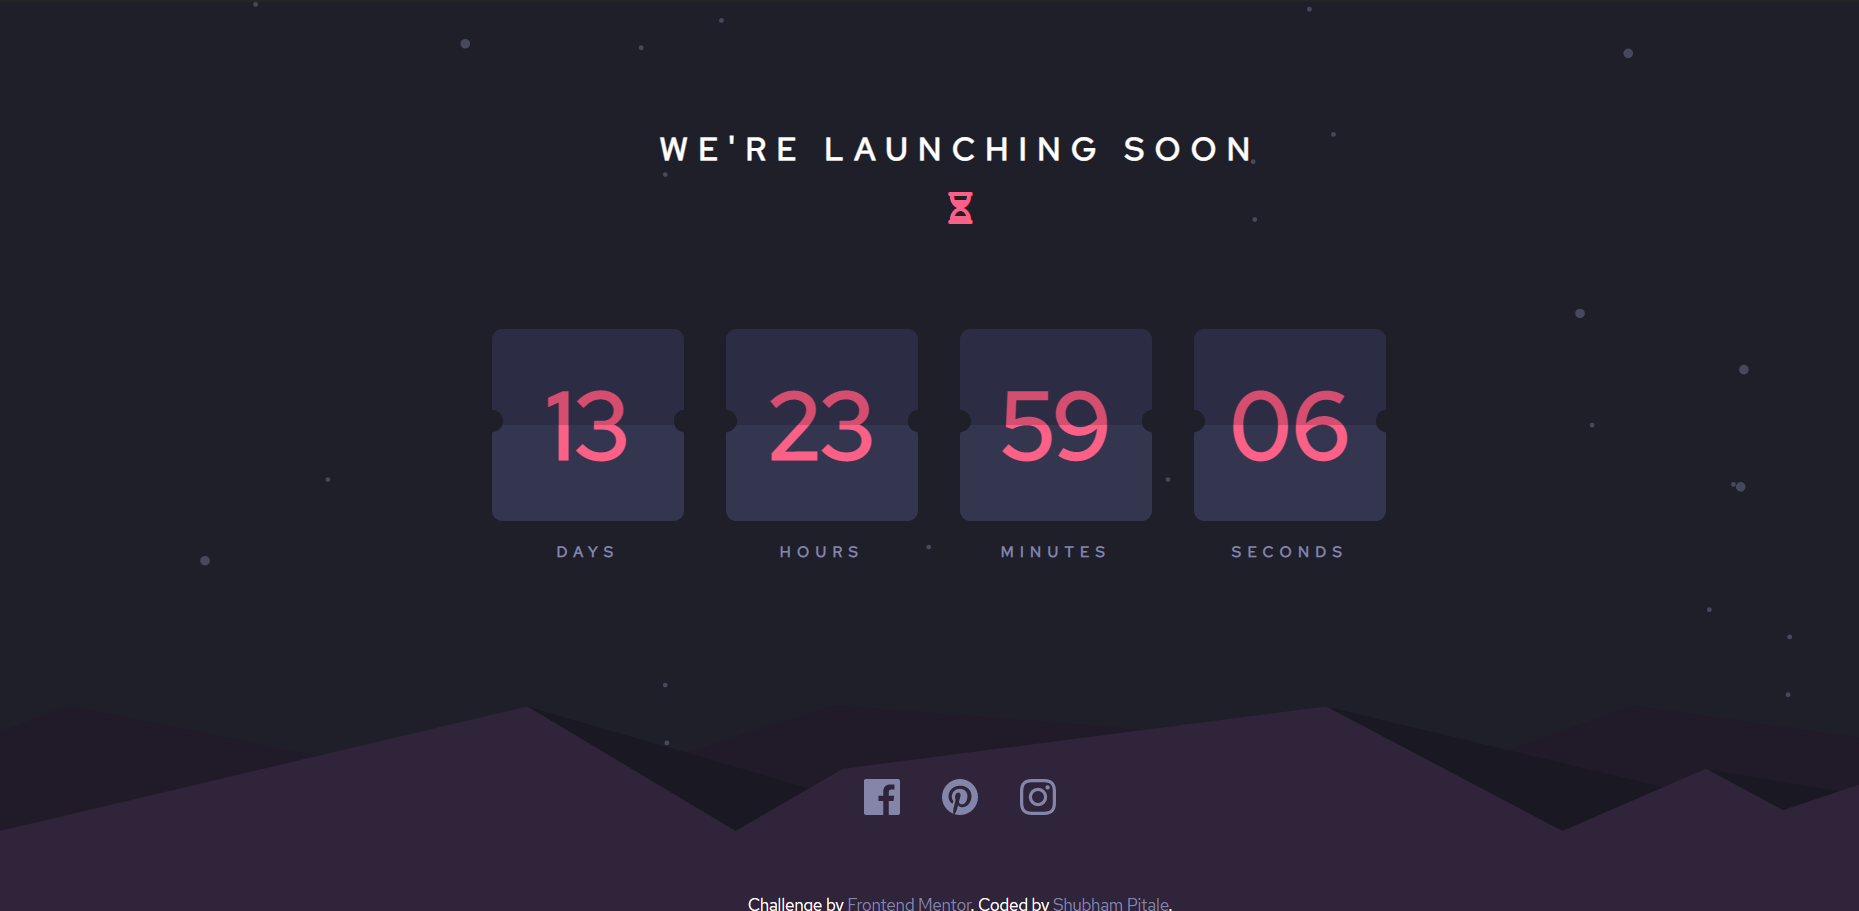 WE'RE LAUNCHING SOON
13 23 59 06
DAYS HOURS MINUTES SECONDS
Challenge by Frontend Mentor. Coded by Shubham Pitale.